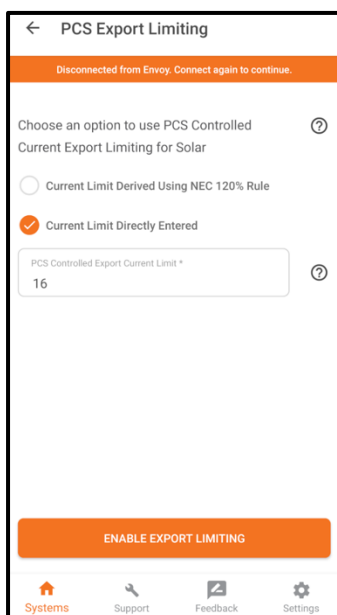 PCS Export Limiting
Disconnected from Envoy. Connect again to continue.
Choose an option to use PCS Controlled
Current Export Limiting for Solar
Current Limit Derived Using NEC 120% Rule
Current Limit Directly Entered
PCS Controlled Export Current Limit *
16
ENABLE EXPORT LIMITING
Systems Support Feedback Settings